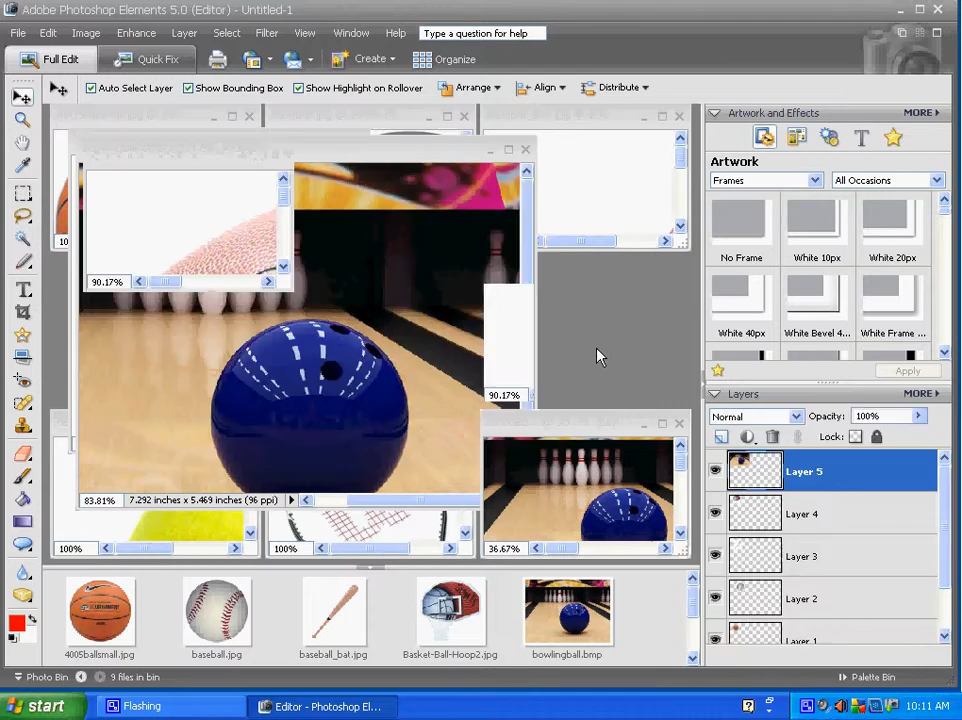 Adobe Photoshop Elements 5.0 (Editor) - Untitled-1
File Edit Image Enhance Layer Select Filter View Window Help Type a question for help
Full Edit Quick Fix Create Organize
Auto Select Layer Show Bounding Box Show Highlight on Rollover Arrange Align Distribute
Artwork and Effects MORE
Artwork
Frames All Occasions
No Frame White 10px White 20px
White 40px White Bevel 4... White Frame ...
Apply
90.17%
90.17%
83.81% 7.292 inches x 5.469 inches (96 ppi)
100% 100% 36.67%
Layers MORE
Normal Opacity: 100%
Lock:
Layer 5
Layer 4
Layer 3
Layer 2
Layer 1
4005ballsmall.jpg baseball.jpg baseball_bat.jpg Basket-Ball-Hoop2.jpg bowlingball.bmp
Photo Bin 9 files in bin Palette Bin
start Flashing Editor - Photoshop El... 10:11 AM